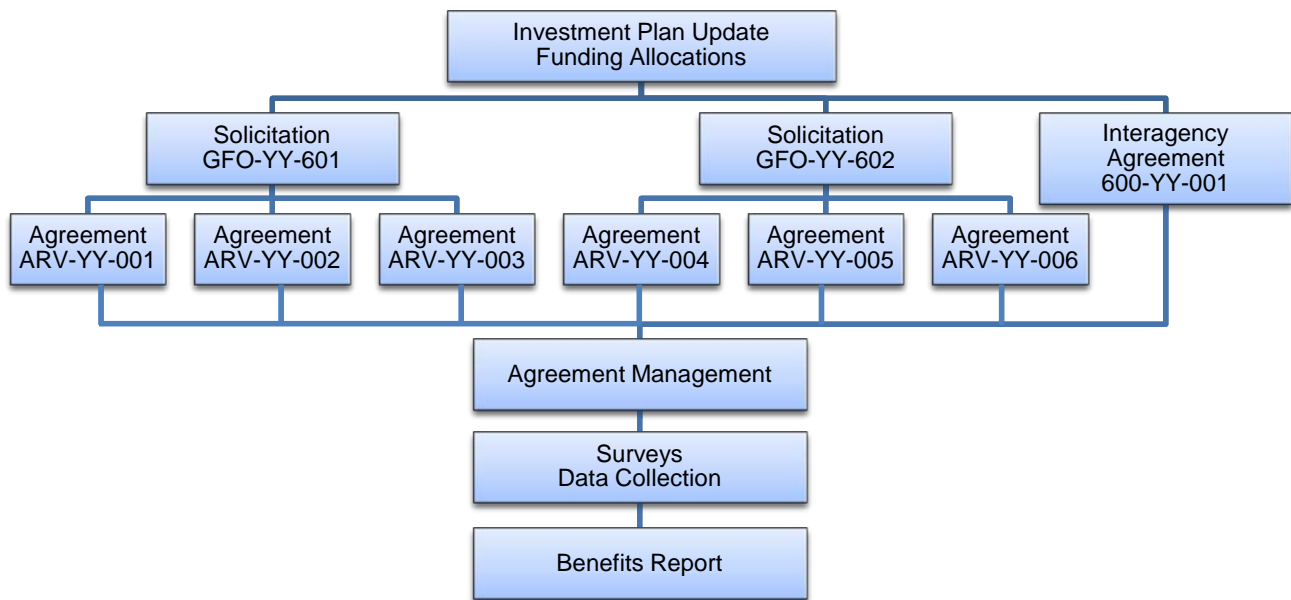 Investment Plan Update
Funding Allocations
Solicitation
GFO-YY-601
Solicitation
GFO-YY-602
Interagency
Agreement
600-YY-001
Agreement
ARV-YY-001
Agreement
ARV-YY-002
Agreement
ARV-YY-003
Agreement
ARV-YY-004
Agreement
ARV-YY-005
Agreement
ARV-YY-006
Agreement Management
Surveys
Data Collection
Benefits Report